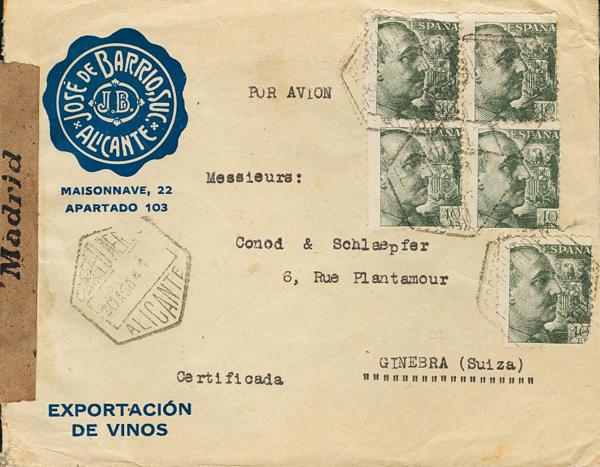 JOSÉ DE BARRIO, SUC
J.B.
ALICANTE
MAISONNAVE, 22
APARTADO 103
Madrid
POR AVION
Messieurs:
Conod & Schlaepfer
6, Rue Plantamour
GINEBRA (Suiza)
Certificada
EXPORTACIÓN
DE VINOS
ALICANTE
ESPAÑA
40
ESPAÑA
40
ESPAÑA
40
ESPAÑA
40
ESPAÑA
40